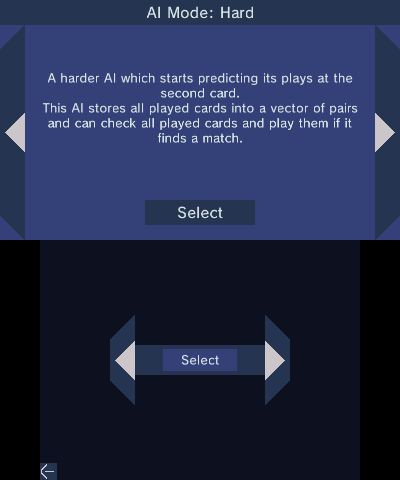 AI Mode: Hard
A harder AI which starts predicting its plays at the
second card.
This AI stores all played cards into a vector of pairs
and can check all played cards and play them if it
finds a match.
Select
Select